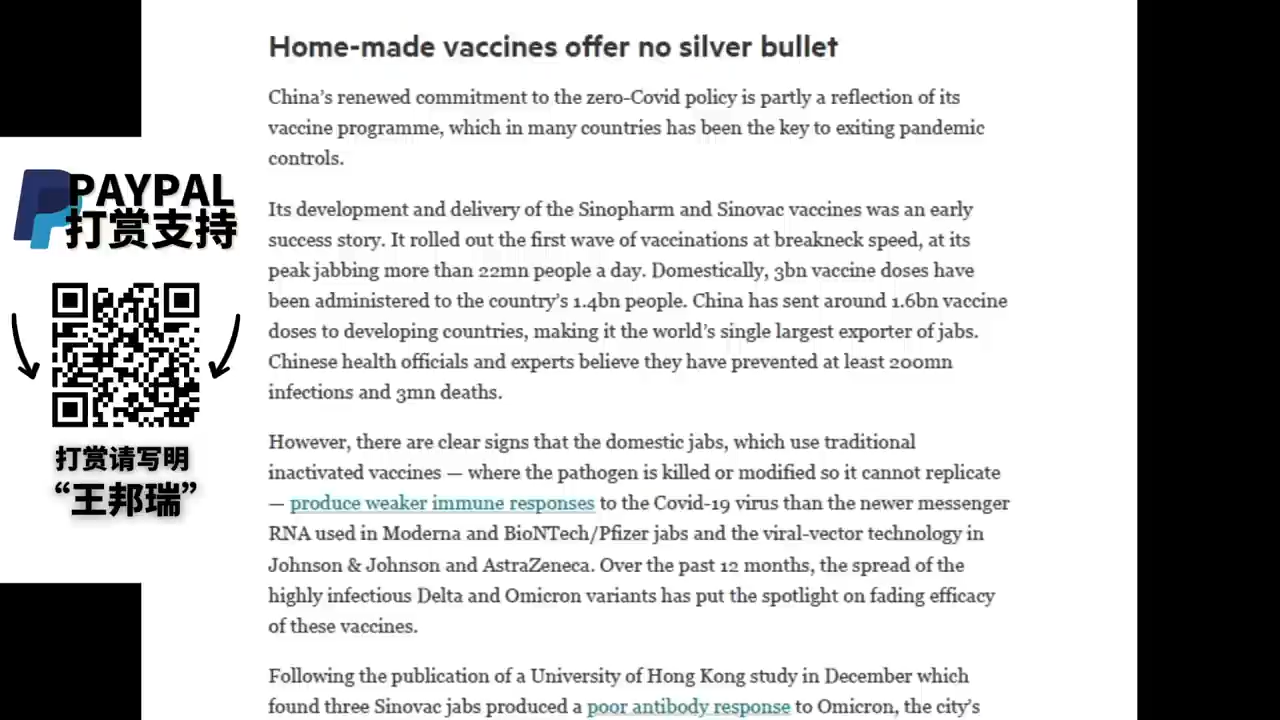 Home-made vaccines offer no silver bullet
China's renewed commitment to the zero-Covid policy is partly a reflection of its
vaccine programme, which in many countries has been the key to exiting pandemic
controls.
Its development and delivery of the Sinopharm and Sinovac vaccines was an early
success story. It rolled out the first wave of vaccinations at breakneck speed, at its
peak jabbing more than 22mn people a day. Domestically, 3bn vaccine doses have
been administered to the country's 1.4bn people. China has sent around 1.6bn vaccine
doses to developing countries, making it the world's single largest exporter of jabs.
Chinese health officials and experts believe they have prevented at least 200mn
infections and 3mn deaths.
However, there are clear signs that the domestic jabs, which use traditional
inactivated vaccines — where the pathogen is killed or modified so it cannot replicate
— produce weaker immune responses to the Covid-19 virus than the newer messenger
RNA used in Moderna and BioNTech/Pfizer jabs and the viral-vector technology in
Johnson & Johnson and AstraZeneca. Over the past 12 months, the spread of the
highly infectious Delta and Omicron variants has put the spotlight on fading efficacy
of these vaccines.
Following the publication of a University of Hong Kong study in December which
found three Sinovac jabs produced a poor antibody response to Omicron, the city's
PAYPAL
打赏支持
打赏请写明
“王邦瑞”